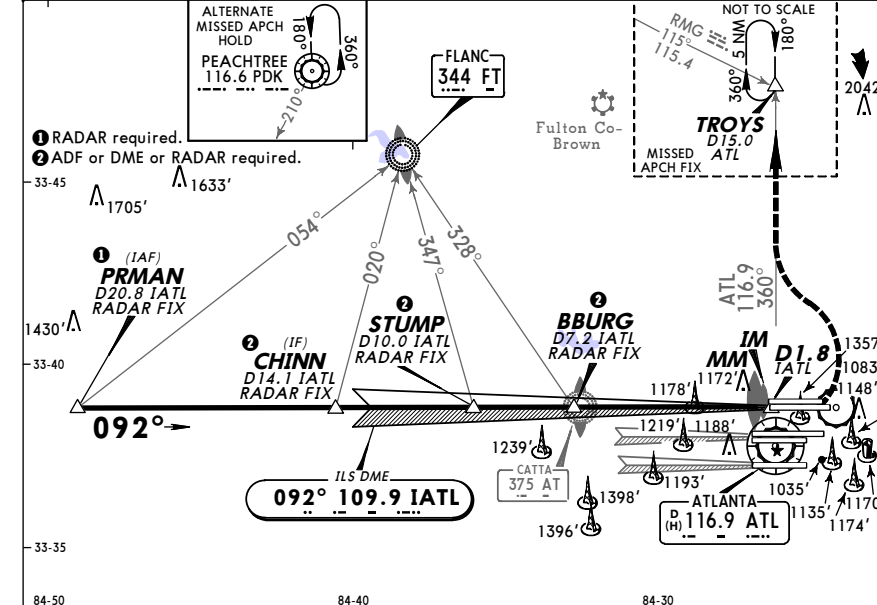 ALTERNATE
MISSED APCH
HOLD
180°
360°
PEACHTREE
116.6 PDK
210°
FLANC
344 FT
Fulton Co-
Brown
NOT TO SCALE
RMG
115°
115.4
5 NM
180°
360°
TROYS
D15.0
ATL
MISSED
APCH FIX
2042
❶ RADAR required.
❷ ADF or DME or RADAR required.
33-45
1705'
1633'
054°
020°
347°
328°
❶ (IAF)
PRMAN
D20.8 IATL
RADAR FIX
1430'
33-40
❷ (IF)
CHINN
D14.1 IATL
RADAR FIX
❷
STUMP
D10.0 IATL
RADAR FIX
❷
BBURG
D7.2 IATL
RADAR FIX
ATL
116.9
360°
IM
MM
D1.8
IATL
1357
1083
1148'
1178'
1172'
092°
1219'
1188'
1239'
CATTA
375 AT
1193'
1398'
1396'
ILS DME
092° 109.9 IATL
ATLANTA
D
(H)
116.9 ATL
1035'
1135'
1174'
1170
33-35
84-50
84-40
84-30